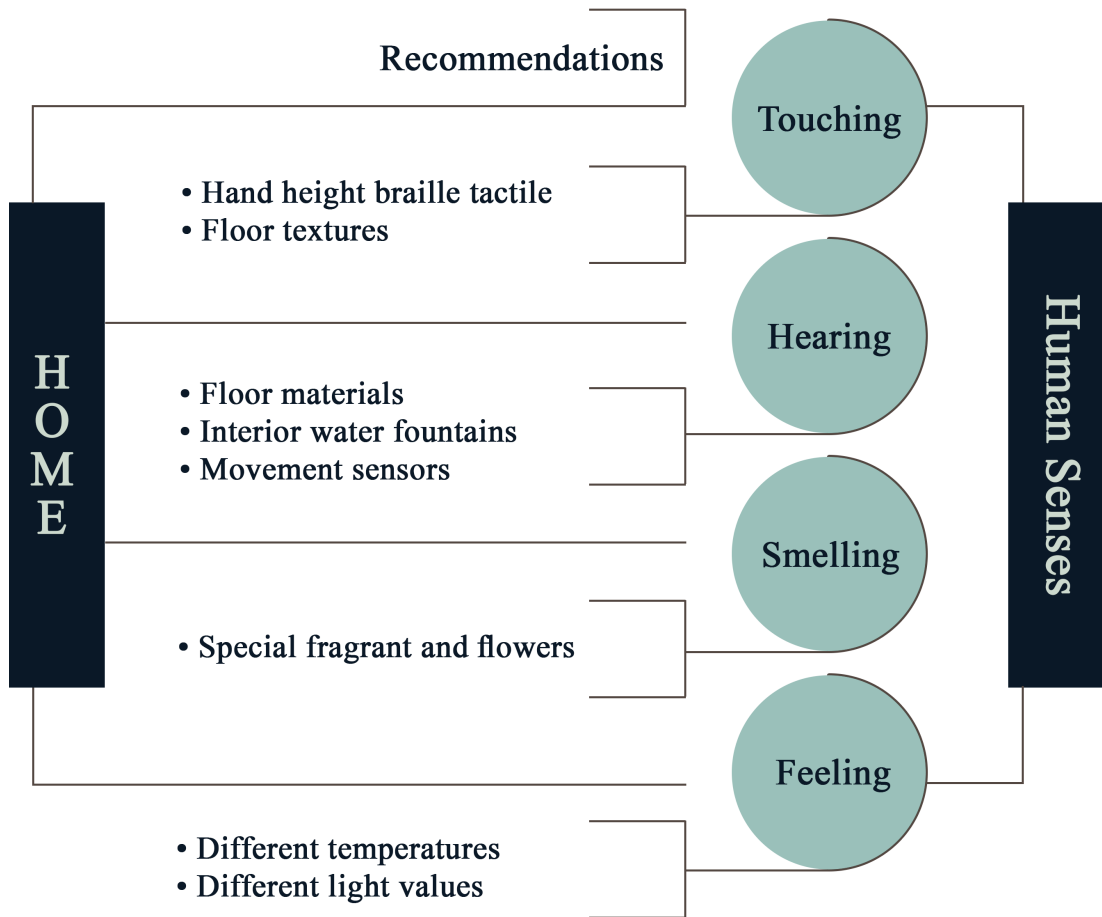 Recommendations
Touching
• Hand height braille tactile
• Floor textures
Hearing
HOME
Human Senses
• Floor materials
• Interior water fountains
• Movement sensors
Smelling
• Special fragrant and flowers
Feeling
• Different temperatures
• Different light values